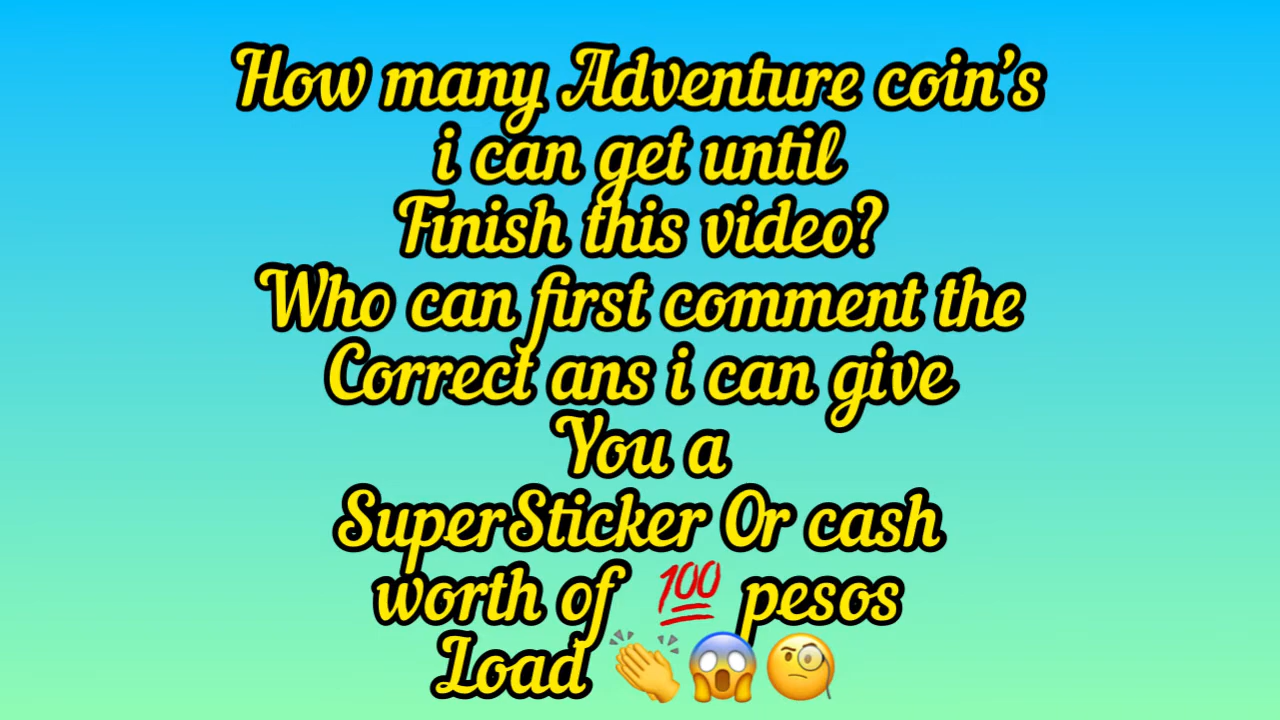 How many Adventure coin's
i can get until
Finish this video?
Who can first comment the
Correct ans i can give
You a
SuperSticker Or cash
worth of 💯 pesos
Load 👏😱🧐